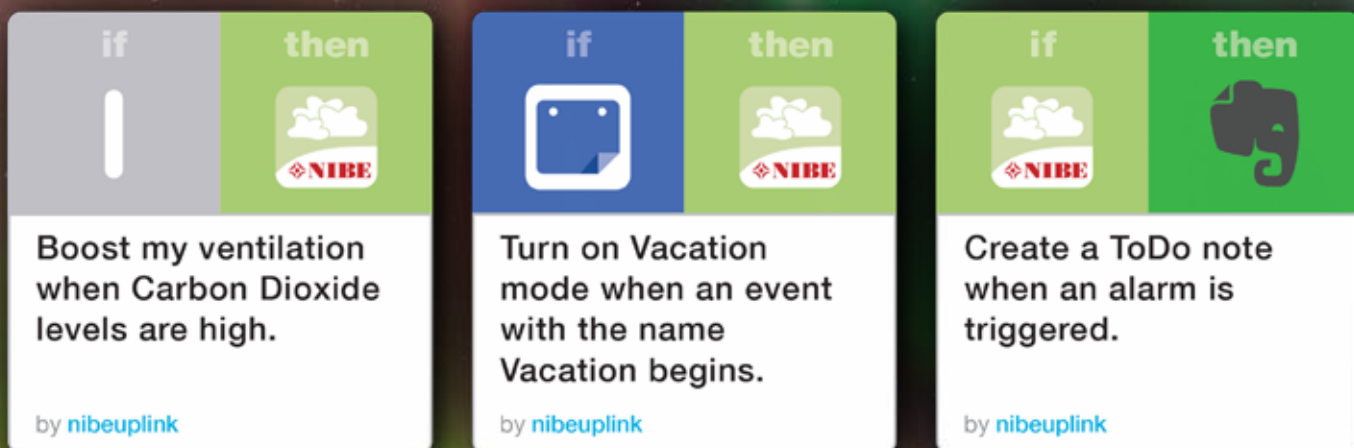 if then
NIBE
Boost my ventilation
when Carbon Dioxide
levels are high.
by nibeuplink
if then
NIBE
Turn on Vacation
mode when an event
with the name
Vacation begins.
by nibeuplink
if then
NIBE
Create a ToDo note
when an alarm is
triggered.
by nibeuplink